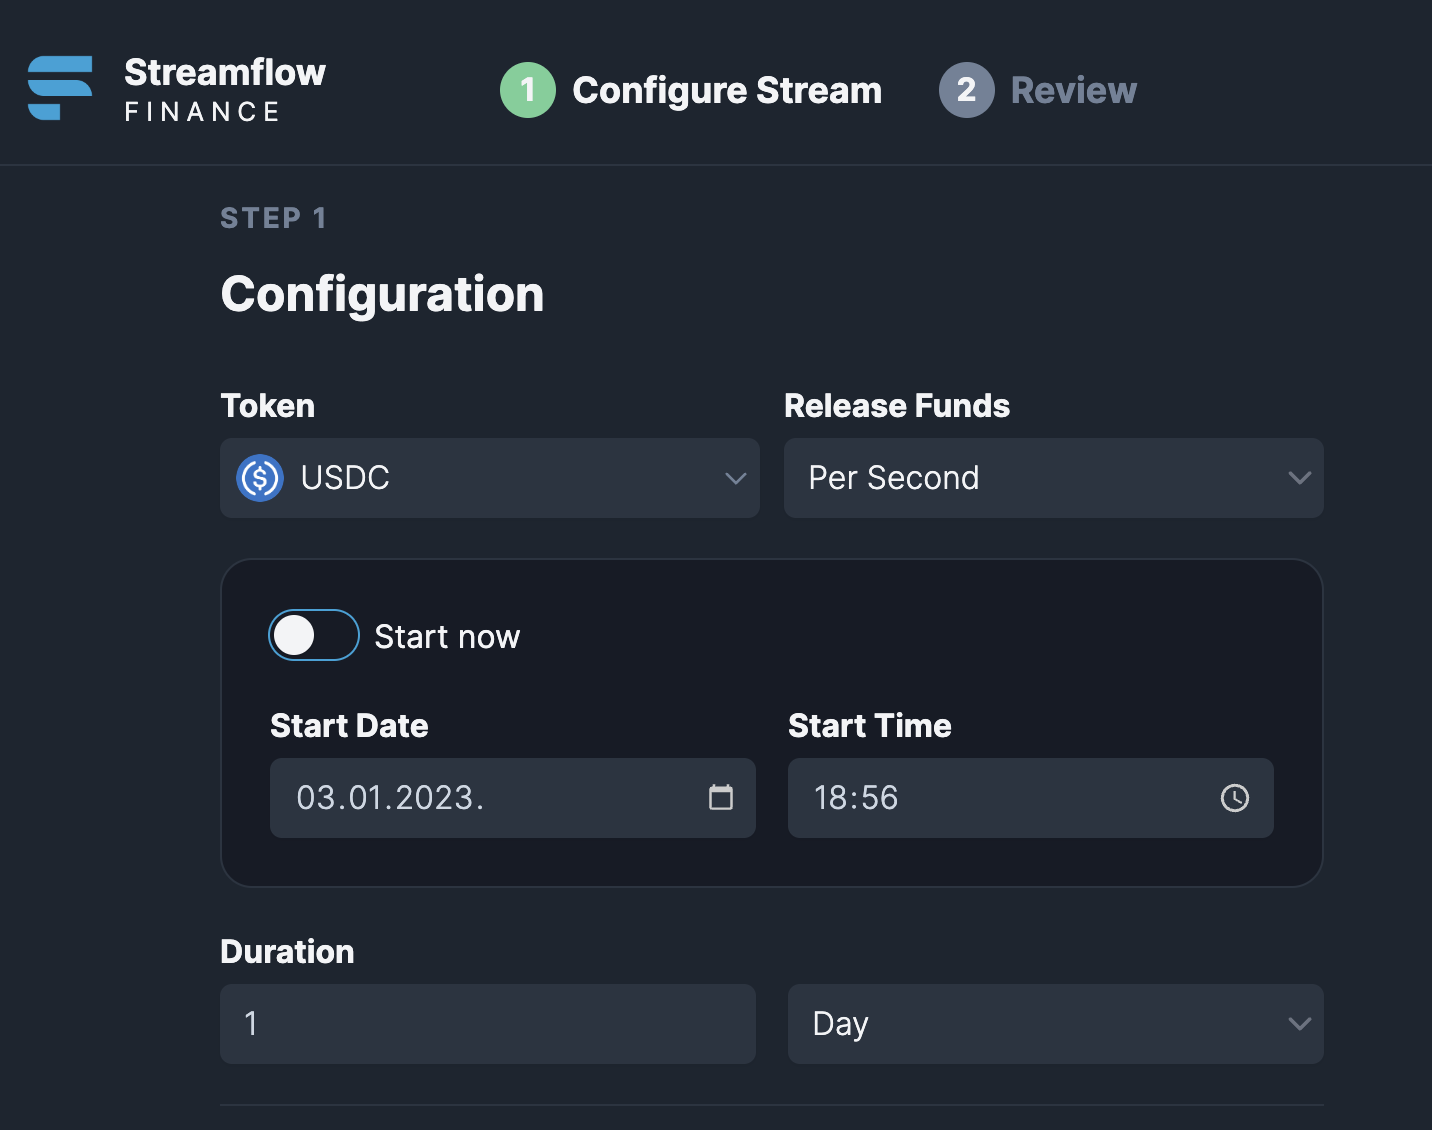 Streamflow
FINANCE
1 Configure Stream
2 Review
STEP 1
Configuration
Token
Release Funds
USDC
Per Second
Start now
Start Date
Start Time
03.01.2023.
18:56
Duration
1
Day